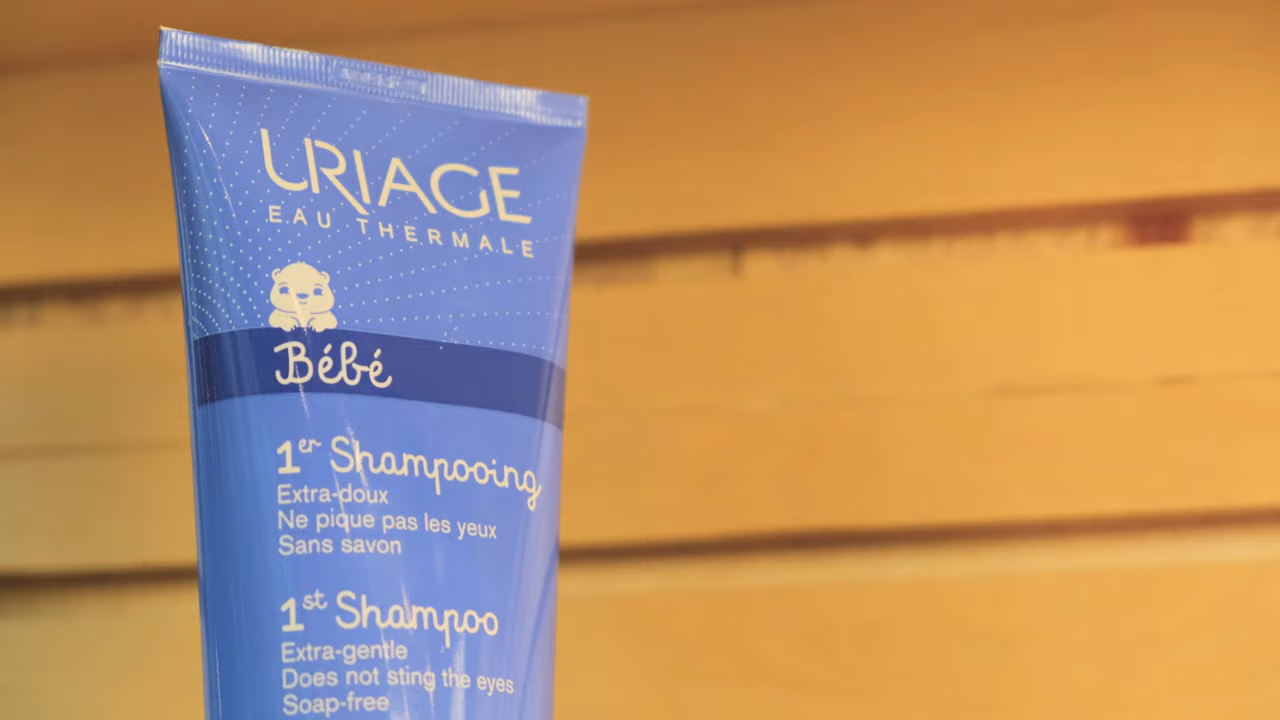 URIAGE
EAU THERMALE
Bébé
1er Shampooing
Extra-doux
Ne pique pas les yeux
Sans savon
1st Shampoo
Extra-gentle
Does not sting the eyes
Soap-free